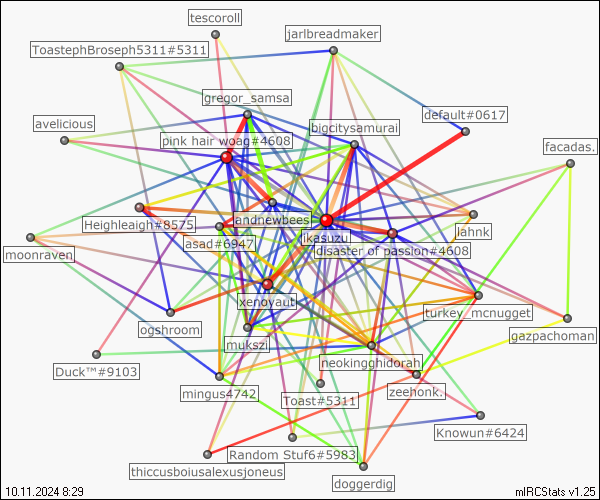 tescoroll
jarlbreadmaker
ToastephBroseph5311#5311
gregor_samsa
default#0617
avelicious
bigcitysamurai
pink hair woag#4608
facadas.
andnewbees
Heighleaigh#8575
ikasuzu
lahnk
asad#6947
disaster of passion#4608
moonraven
xenoyaut
turkey_mcnugget
ogshroom
gazpachoman
mukszi
neokingghidorah
Duck™#9103
mingus4742
Toast#5311
zeehonk.
Knowun#6424
Random Stuf6#5983
thiccusboiusalexusjoneus
doggerdig
10.11.2024 8:29
mIRCStats v1.25